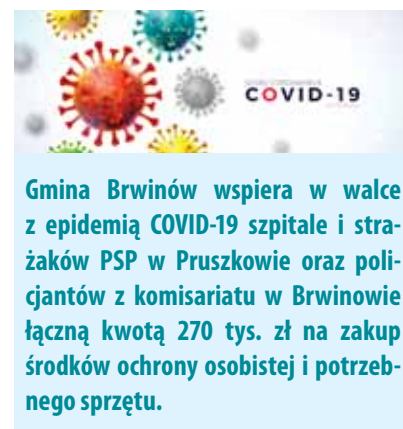 COVID-19
Gmina Brwinów wspiera w walce
z epidemią COVID-19 szpitale i stra-
żaków PSP w Pruszkowie oraz poli-
cjantów z komisariatu w Brwinowie
łączną kwotą 270 tys. zł na zakup
środków ochrony osobistej i potrzeb-
nego sprzętu.